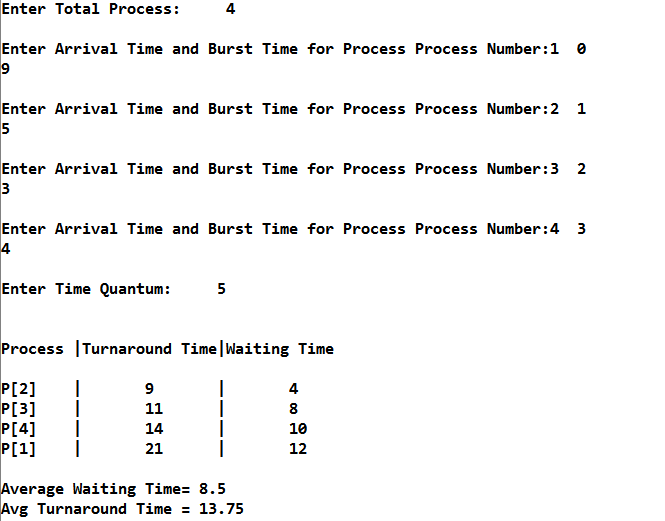 Enter Total Process: 4
Enter Arrival Time and Burst Time for Process Process Number:1 0
9
Enter Arrival Time and Burst Time for Process Process Number:2 1
5
Enter Arrival Time and Burst Time for Process Process Number:3 2
3
Enter Arrival Time and Burst Time for Process Process Number:4 3
4
Enter Time Quantum: 5
Process |Turnaround Time|Waiting Time
P[2] | 9 | 4
P[3] | 11 | 8
P[4] | 14 | 10
P[1] | 21 | 12
Average Waiting Time= 8.5
Avg Turnaround Time = 13.75